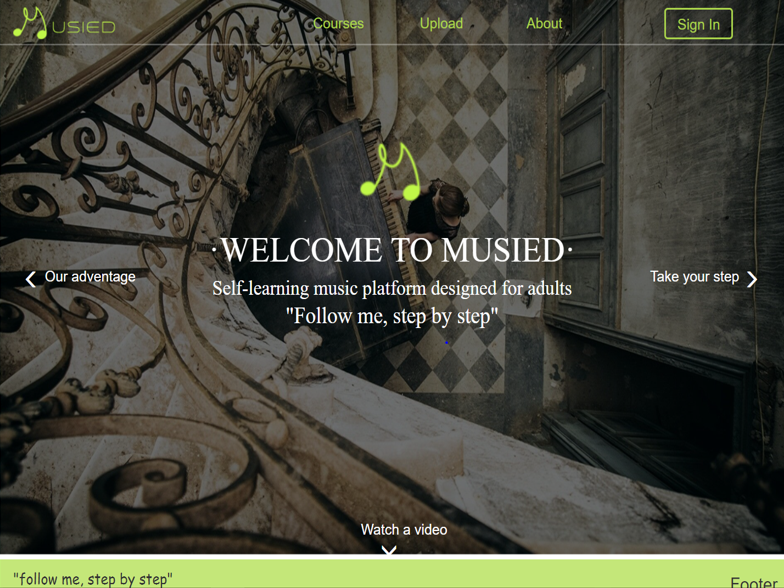 MUSIED
Courses
Upload
About
Sign In
·WELCOME TO MUSIED·
Self-learning music platform designed for adults
"Follow me, step by step"
Our adventage
Take your step
Watch a video
"follow me, step by step"
Footer